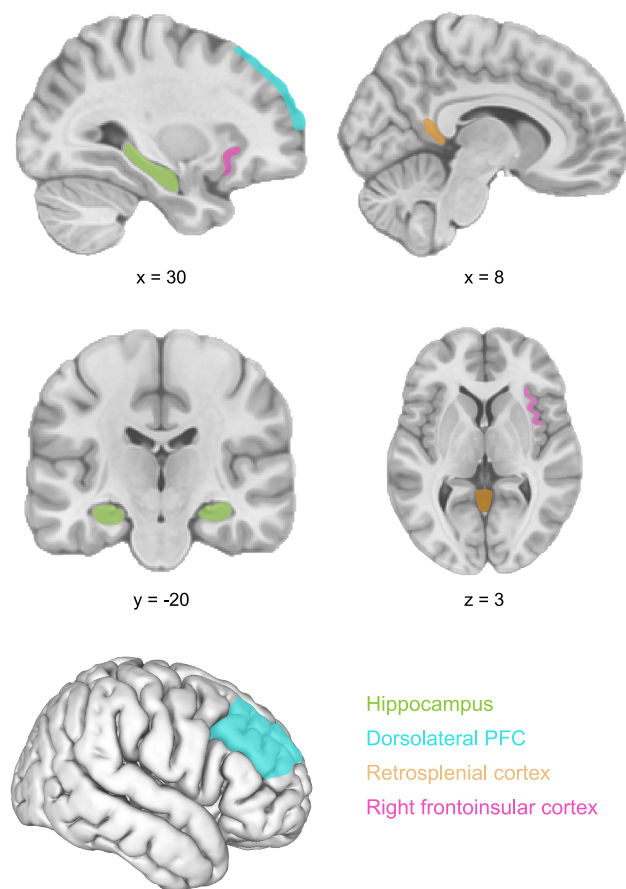 x = 30
x = 8
y = -20
z = 3
Hippocampus
Dorsolateral PFC
Retrosplenial cortex
Right frontoinsular cortex